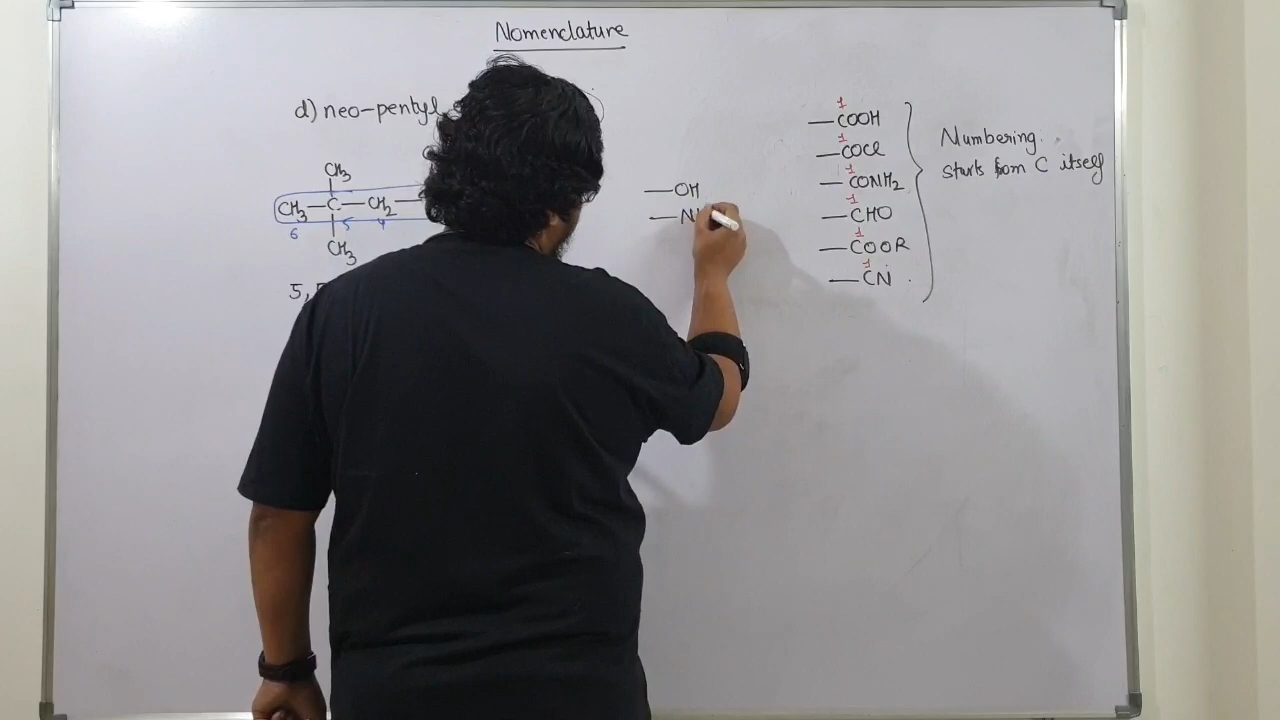 Nomenclature
d) neo-pentyl
CH3
CH3—C—CH2—
6 5 4
CH3
5,
—OH
—N
1
—COOH
1
—COCl
1
—CONH2
1
—CHO
1
—COOR
1
—CN
Numbering
starts from C itself